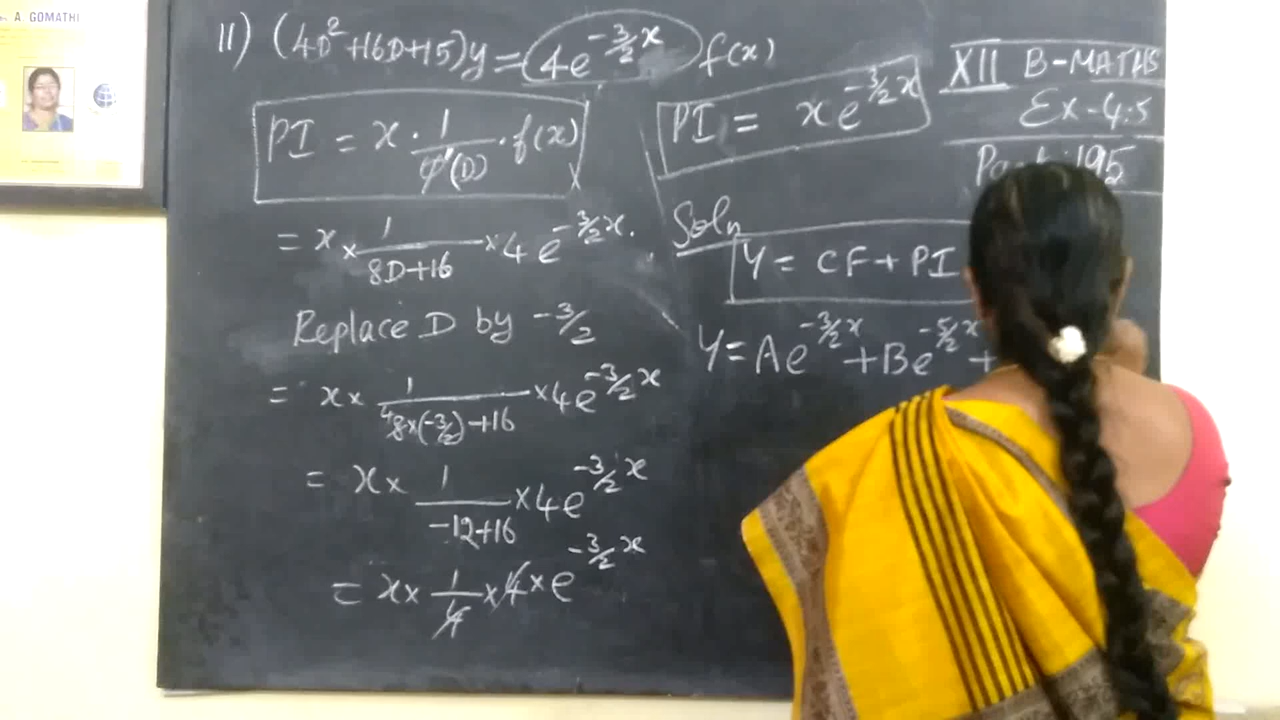 A. GOMATHI
11) (4D²+16D+15)y = 4e^(-3/2 x) f(x)
PI = x · 1/φ'(D) · f(x)
= x × 1/(8D+16) × 4 e^(-3/2 x).
Replace D by -3/2
= x × 1/(8×(-3/2)+16) × 4e^(-3/2 x)
= x × 1/(-12+16) × 4e^(-3/2 x)
= x × 1/4 × 4 × e^(-3/2 x)
PI = x e^(-3/2 x)
Soln
Y = CF + PI
Y = Ae^(-3/2 x) + Be^(-5/2 x) +
XII B-MATHS
Ex-4.5
195